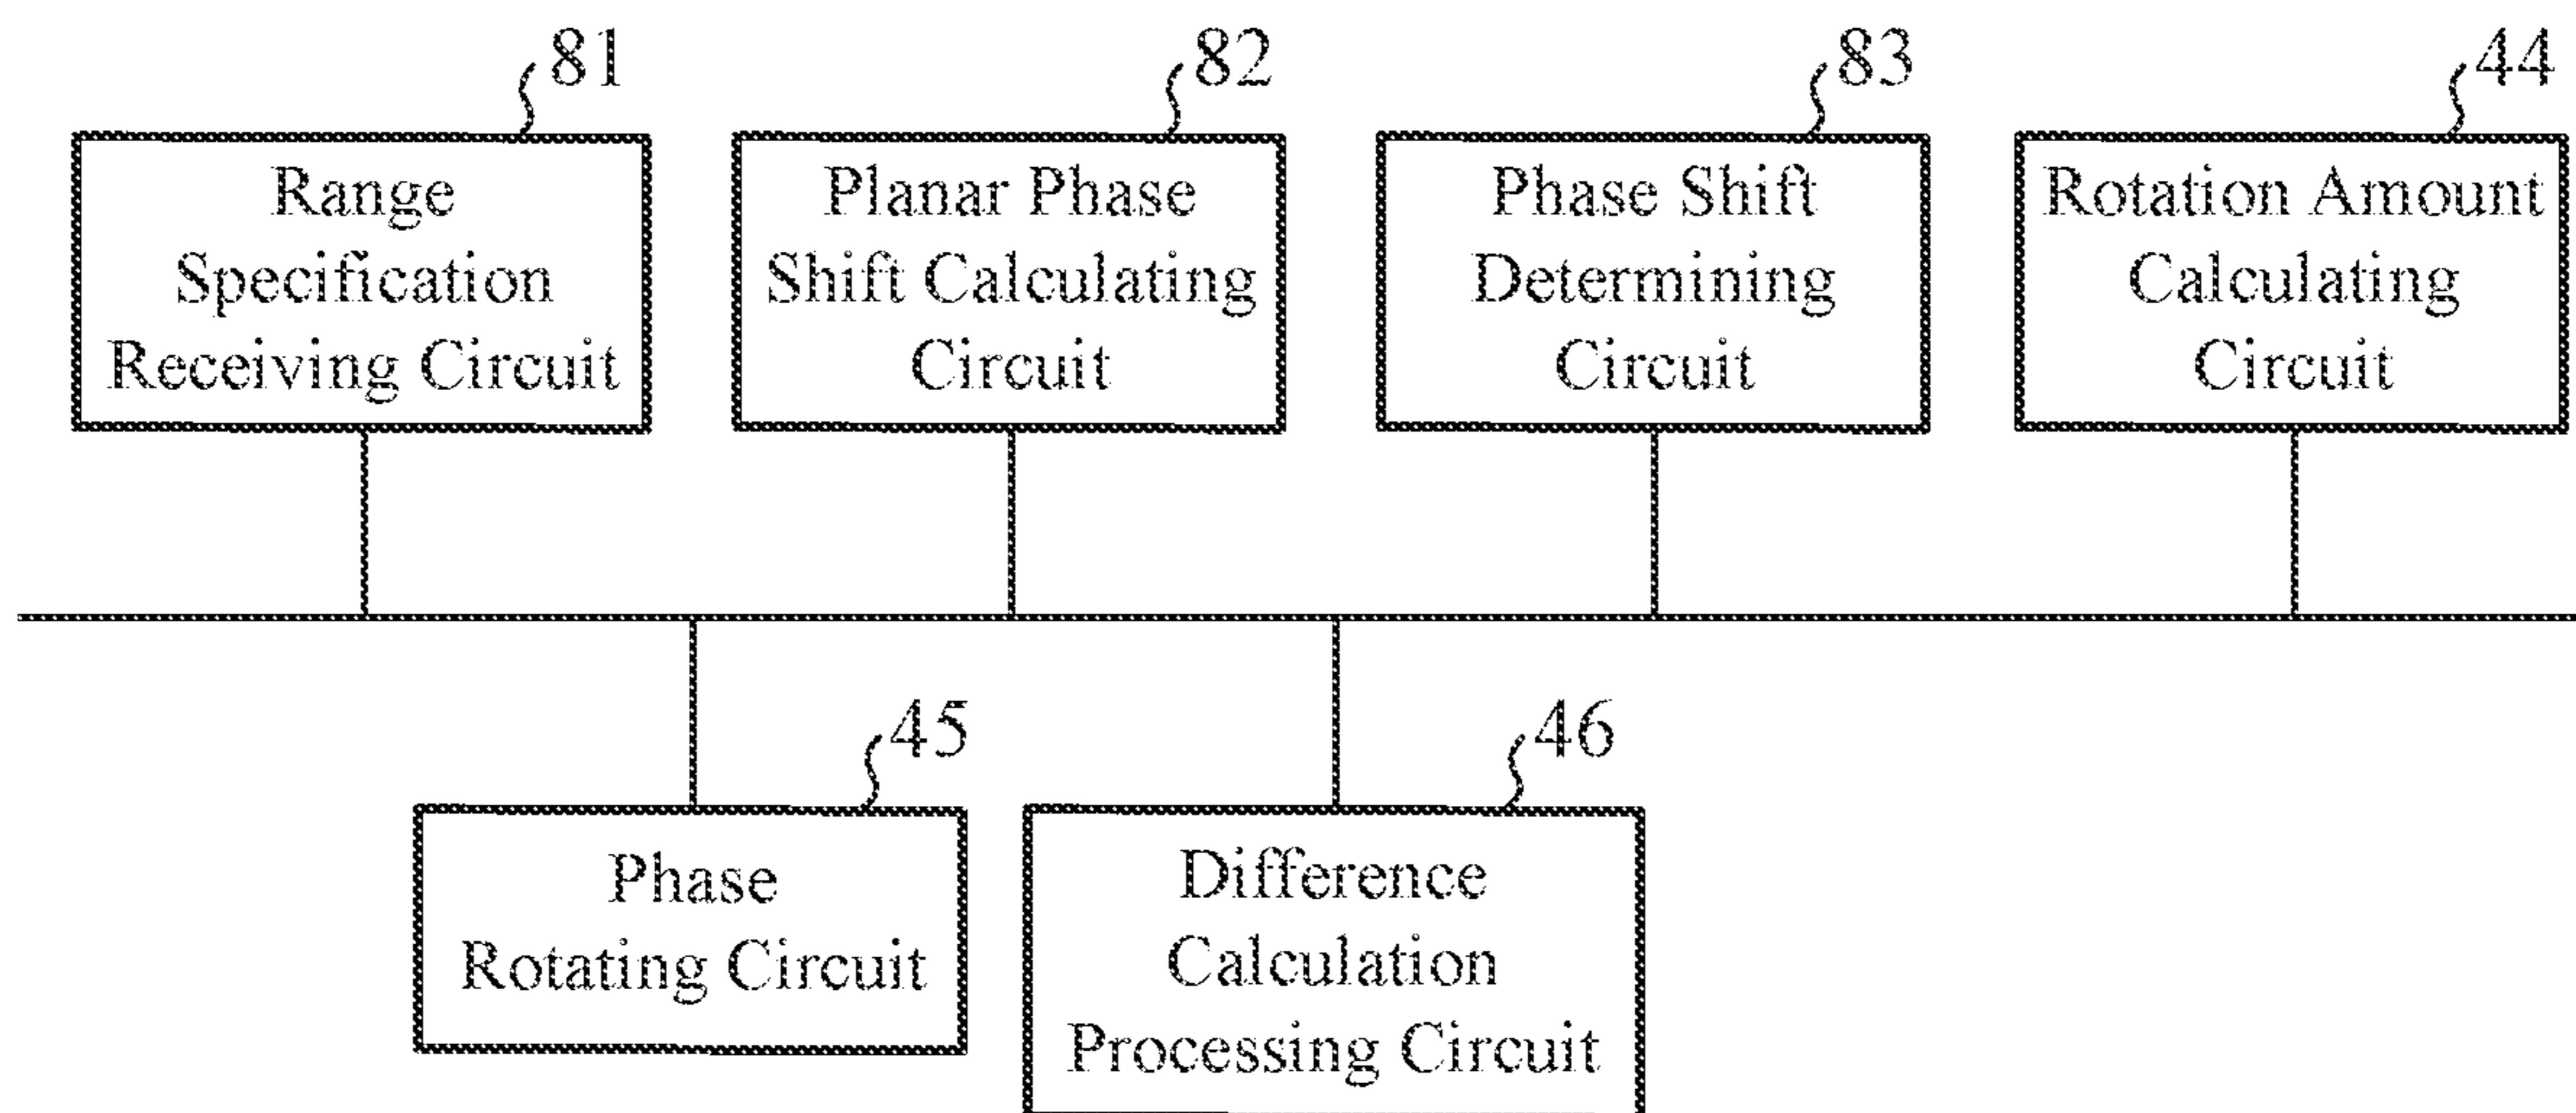 81
Range
Specification
Receiving Circuit
82
Planar Phase
Shift Calculating
Circuit
83
Phase Shift
Determining
Circuit
44
Rotation Amount
Calculating
Circuit
45
Phase
Rotating Circuit
46
Difference
Calculation
Processing Circuit